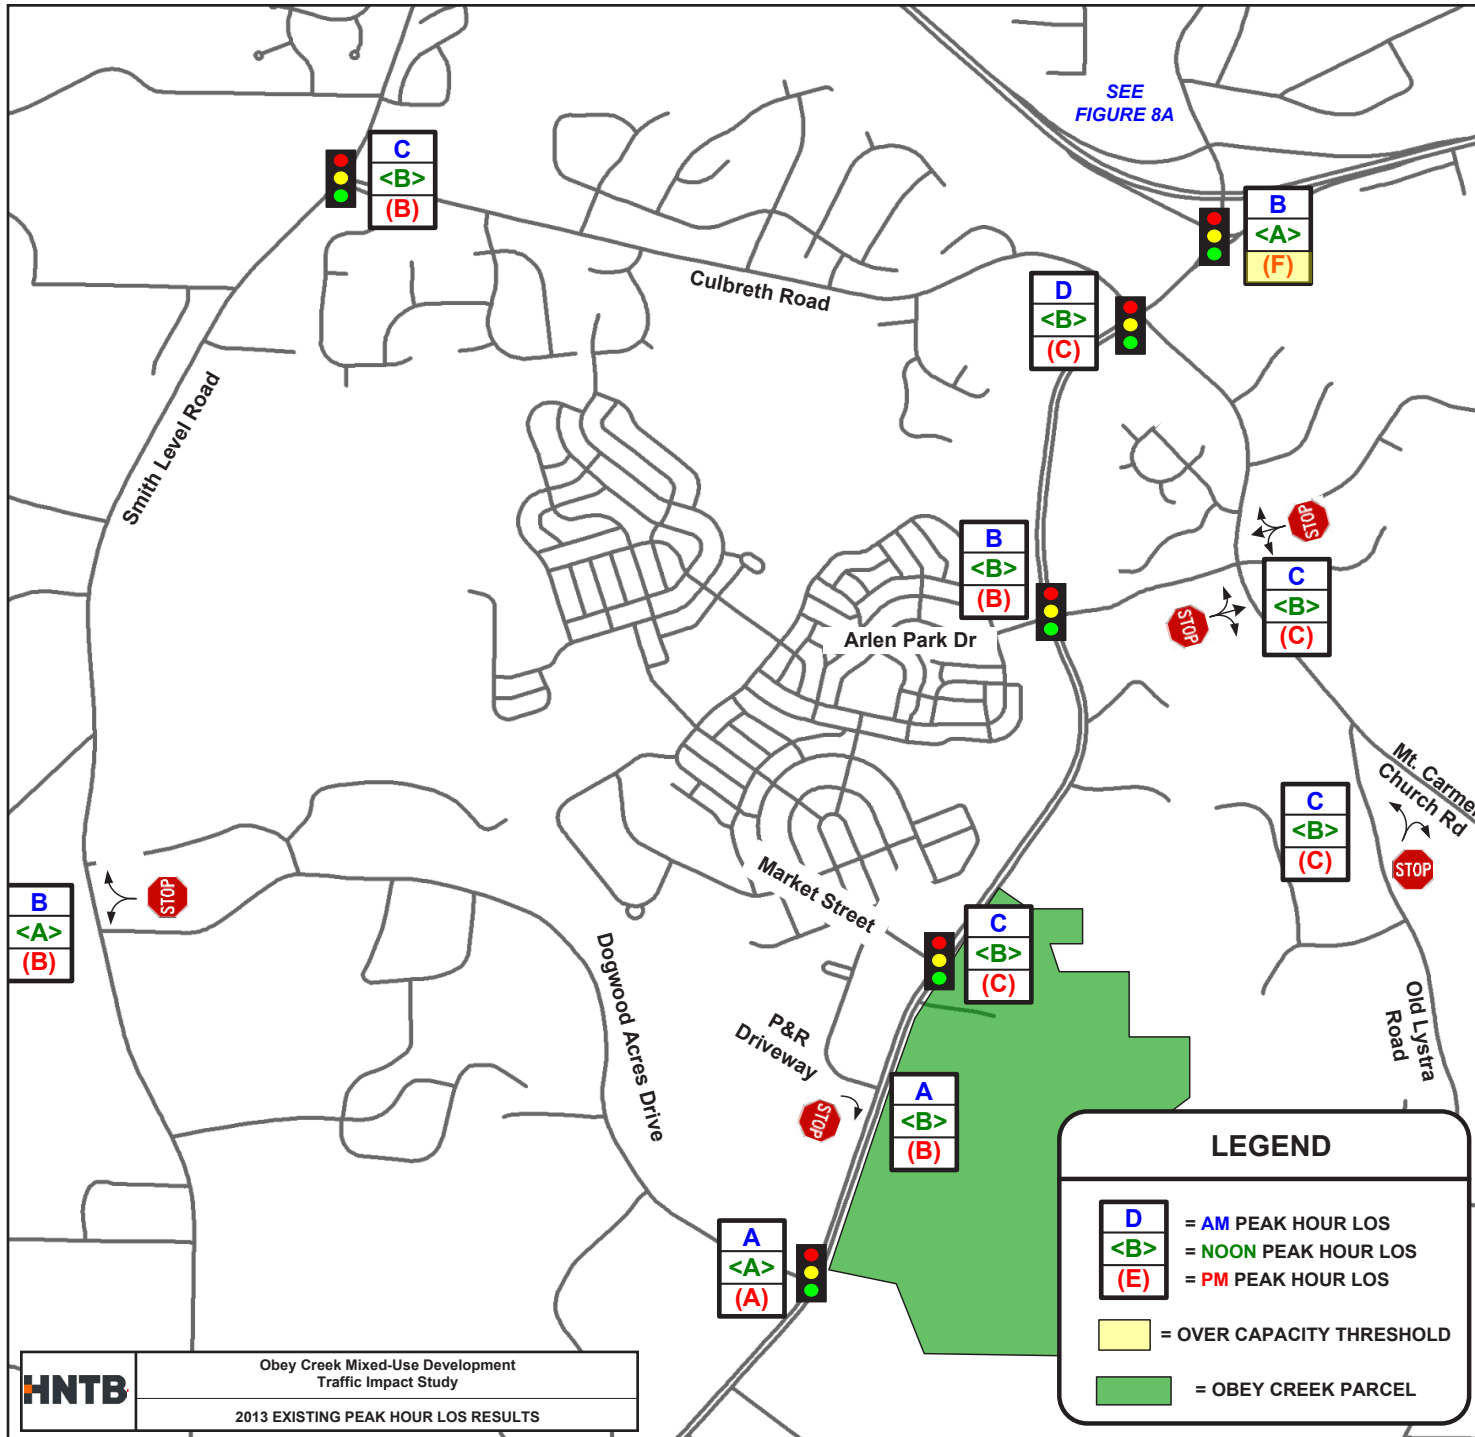 SEE
FIGURE 8A
C
<B>
(B)
B
<A>
(F)
Culbreth Road
D
<B>
(C)
Smith Level Road
STOP
B
<B>
(B)
C
<B>
(C)
STOP
Arlen Park Dr
Mt. Carmel
Church Rd
C
<B>
(C)
STOP
Market Street
B
<A>
(B)
STOP
C
<B>
(C)
Dogwood Acres Drive
Old Lystra
Road
P&R
Driveway
STOP
A
<B>
(B)
A
<A>
(A)
LEGEND
D
<B>
(E)
= AM PEAK HOUR LOS
= NOON PEAK HOUR LOS
= PM PEAK HOUR LOS
= OVER CAPACITY THRESHOLD
= OBEY CREEK PARCEL
HNTB
Obey Creek Mixed-Use Development
Traffic Impact Study
2013 EXISTING PEAK HOUR LOS RESULTS